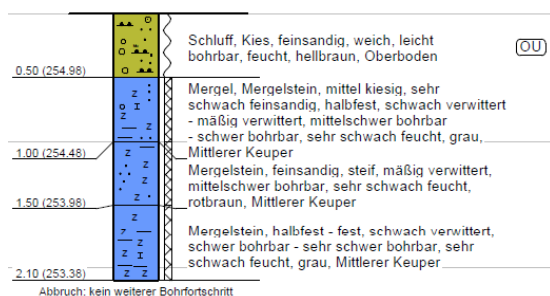 Schluff, Kies, feinsandig, weich, leicht
bohrbar, feucht, hellbraun, Oberboden
OU
0.50 (254.98)
Mergel, Mergelstein, mittel kiesig, sehr
schwach feinsandig, halbfest, schwach verwittert
- mäßig verwittert, mittelschwer bohrbar
- schwer bohrbar, sehr schwach feucht, grau,
Mittlerer Keuper
1.00 (254.48)
Mergelstein, feinsandig, steif, mäßig verwittert,
mittelschwer bohrbar, sehr schwach feucht,
rotbraun, Mittlerer Keuper
1.50 (253.98)
Mergelstein, halbfest - fest, schwach verwittert,
schwer bohrbar - sehr schwer bohrbar, sehr
schwach feucht, grau, Mittlerer Keuper
2.10 (253.38)
Abbruch: kein weiterer Bohrfortschritt